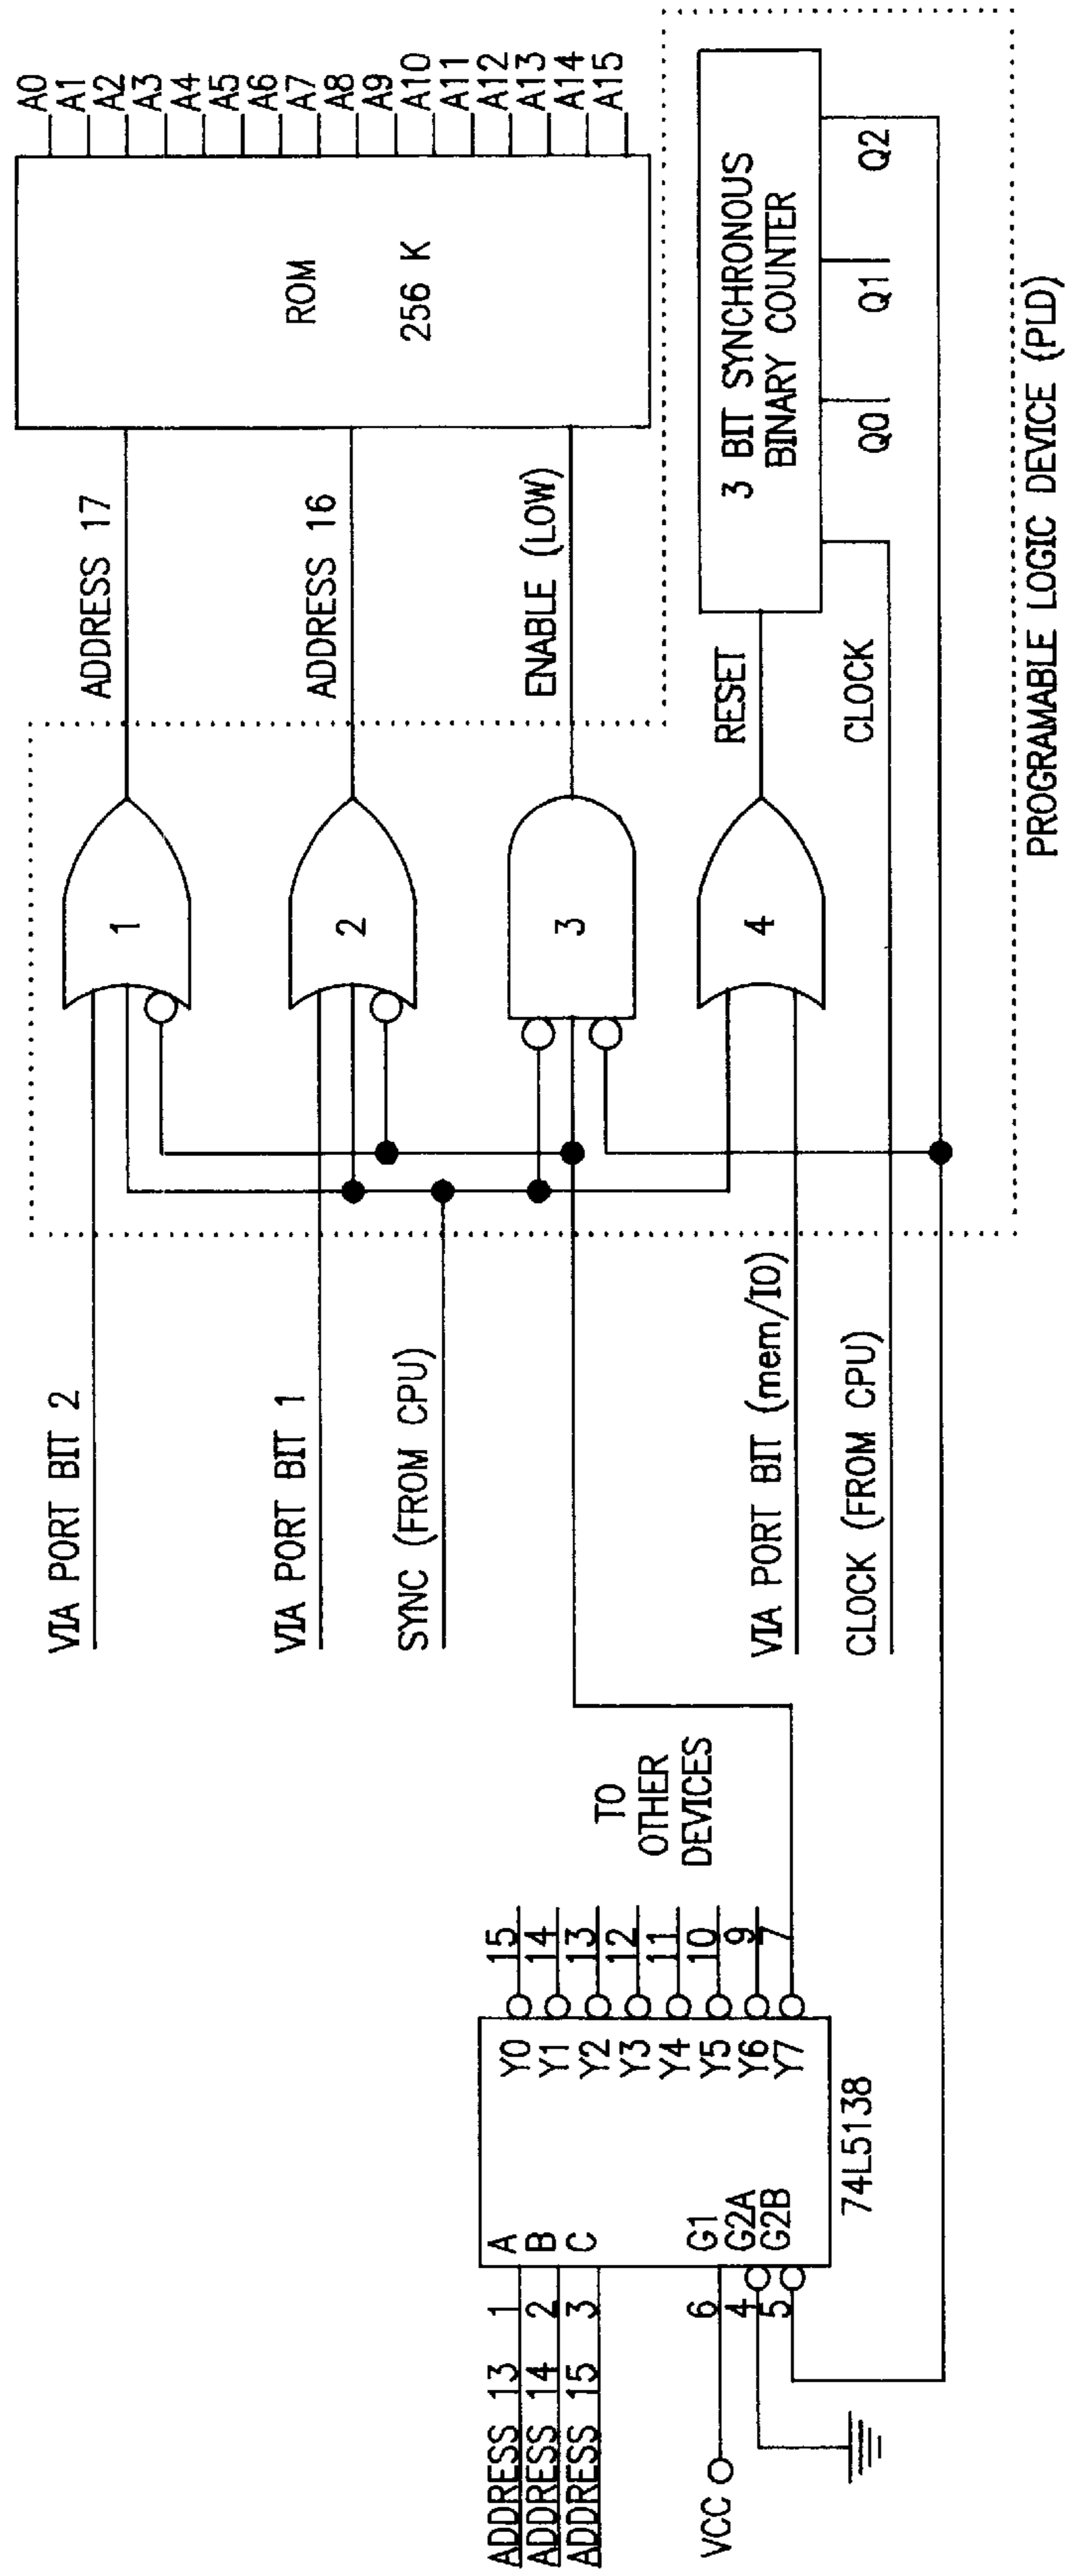 VIA PORT BIT 2
VIA PORT BIT 1
SYNC (FROM CPU)
VIA PORT BIT (mem/IO)
CLOCK (FROM CPU)
TO
OTHER
DEVICES
ADDRESS 13
ADDRESS 14
ADDRESS 15
VCC
1
2
3
6
4
5
A
B
C
G1
G2A
G2B
Y0
Y1
Y2
Y3
Y4
Y5
Y6
Y7
15
14
13
12
11
10
9
7
74L5138
1
2
3
4
ADDRESS 17
ADDRESS 16
ENABLE (LOW)
RESET
CLOCK
ROM
256 K
A0
A1
A2
A3
A4
A5
A6
A7
A8
A9
A10
A11
A12
A13
A14
A15
3 BIT SYNCHRONOUS
BINARY COUNTER
Q0
Q1
Q2
PROGRAMABLE LOGIC DEVICE (PLD)